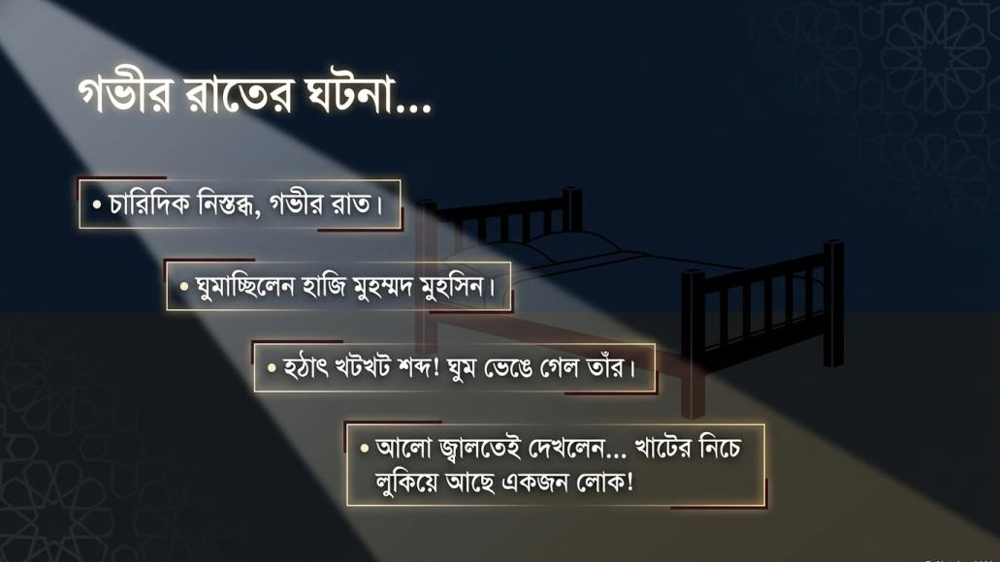 গভীর রাতের ঘটনা...
• চারিদিক নিস্তব্ধ, গভীর রাত।
• ঘুমাচ্ছিলেন হাজি মুহম্মদ মুহসিন।
• হঠাৎ খটখট শব্দ! ঘুম ভেঙে গেল তাঁর।
• আলো জ্বালতেই দেখলেন... খাটের নিচে
লুকিয়ে আছে একজন লোক!